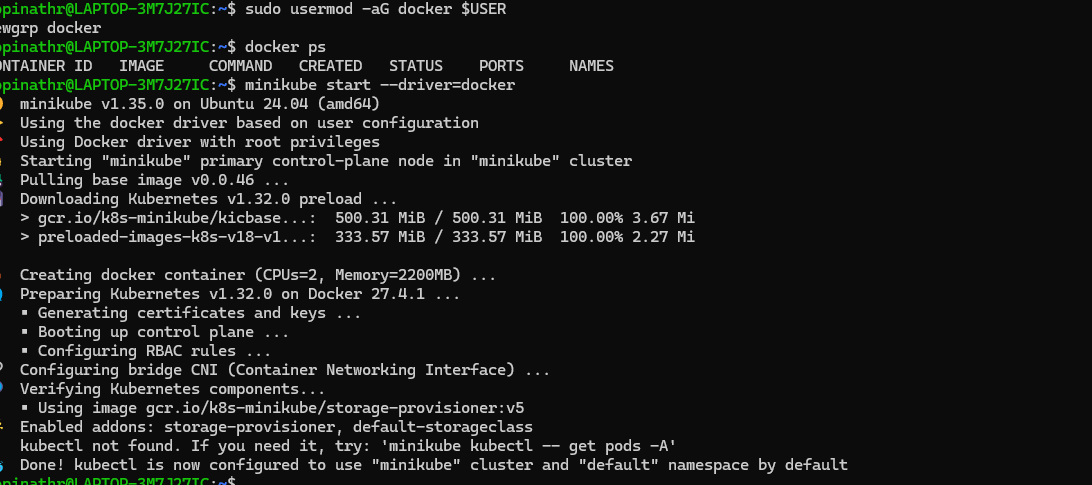 opinathr@LAPTOP-3M7J27IC:~$ sudo usermod -aG docker $USER
ewgrp docker
opinathr@LAPTOP-3M7J27IC:~$ docker ps
ONTAINER ID   IMAGE     COMMAND   CREATED   STATUS    PORTS     NAMES
opinathr@LAPTOP-3M7J27IC:~$ minikube start --driver=docker
minikube v1.35.0 on Ubuntu 24.04 (amd64)
Using the docker driver based on user configuration
Using Docker driver with root privileges
Starting "minikube" primary control-plane node in "minikube" cluster
Pulling base image v0.0.46 ...
Downloading Kubernetes v1.32.0 preload ...
> gcr.io/k8s-minikube/kicbase...:  500.31 MiB / 500.31 MiB  100.00% 3.67 Mi
> preloaded-images-k8s-v18-v1...:  333.57 MiB / 333.57 MiB  100.00% 2.27 Mi
Creating docker container (CPUs=2, Memory=2200MB) ...
Preparing Kubernetes v1.32.0 on Docker 27.4.1 ...
▪ Generating certificates and keys ...
▪ Booting up control plane ...
▪ Configuring RBAC rules ...
Configuring bridge CNI (Container Networking Interface) ...
Verifying Kubernetes components...
▪ Using image gcr.io/k8s-minikube/storage-provisioner:v5
Enabled addons: storage-provisioner, default-storageclass
kubectl not found. If you need it, try: 'minikube kubectl -- get pods -A'
Done! kubectl is now configured to use "minikube" cluster and "default" namespace by default
opinathr@LAPTOP-3M7J27IC:~$